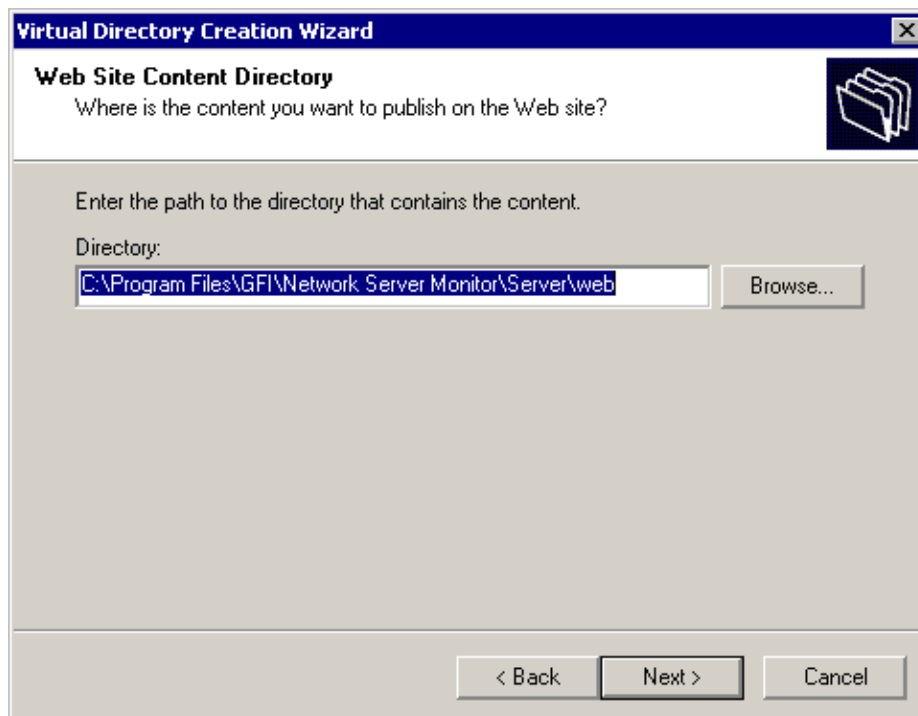 Virtual Directory Creation Wizard
Web Site Content Directory
Where is the content you want to publish on the Web site?
Enter the path to the directory that contains the content.
Directory:
C:\Program Files\GFI\Network Server Monitor\Server\web
Browse...
< Back
Next >
Cancel